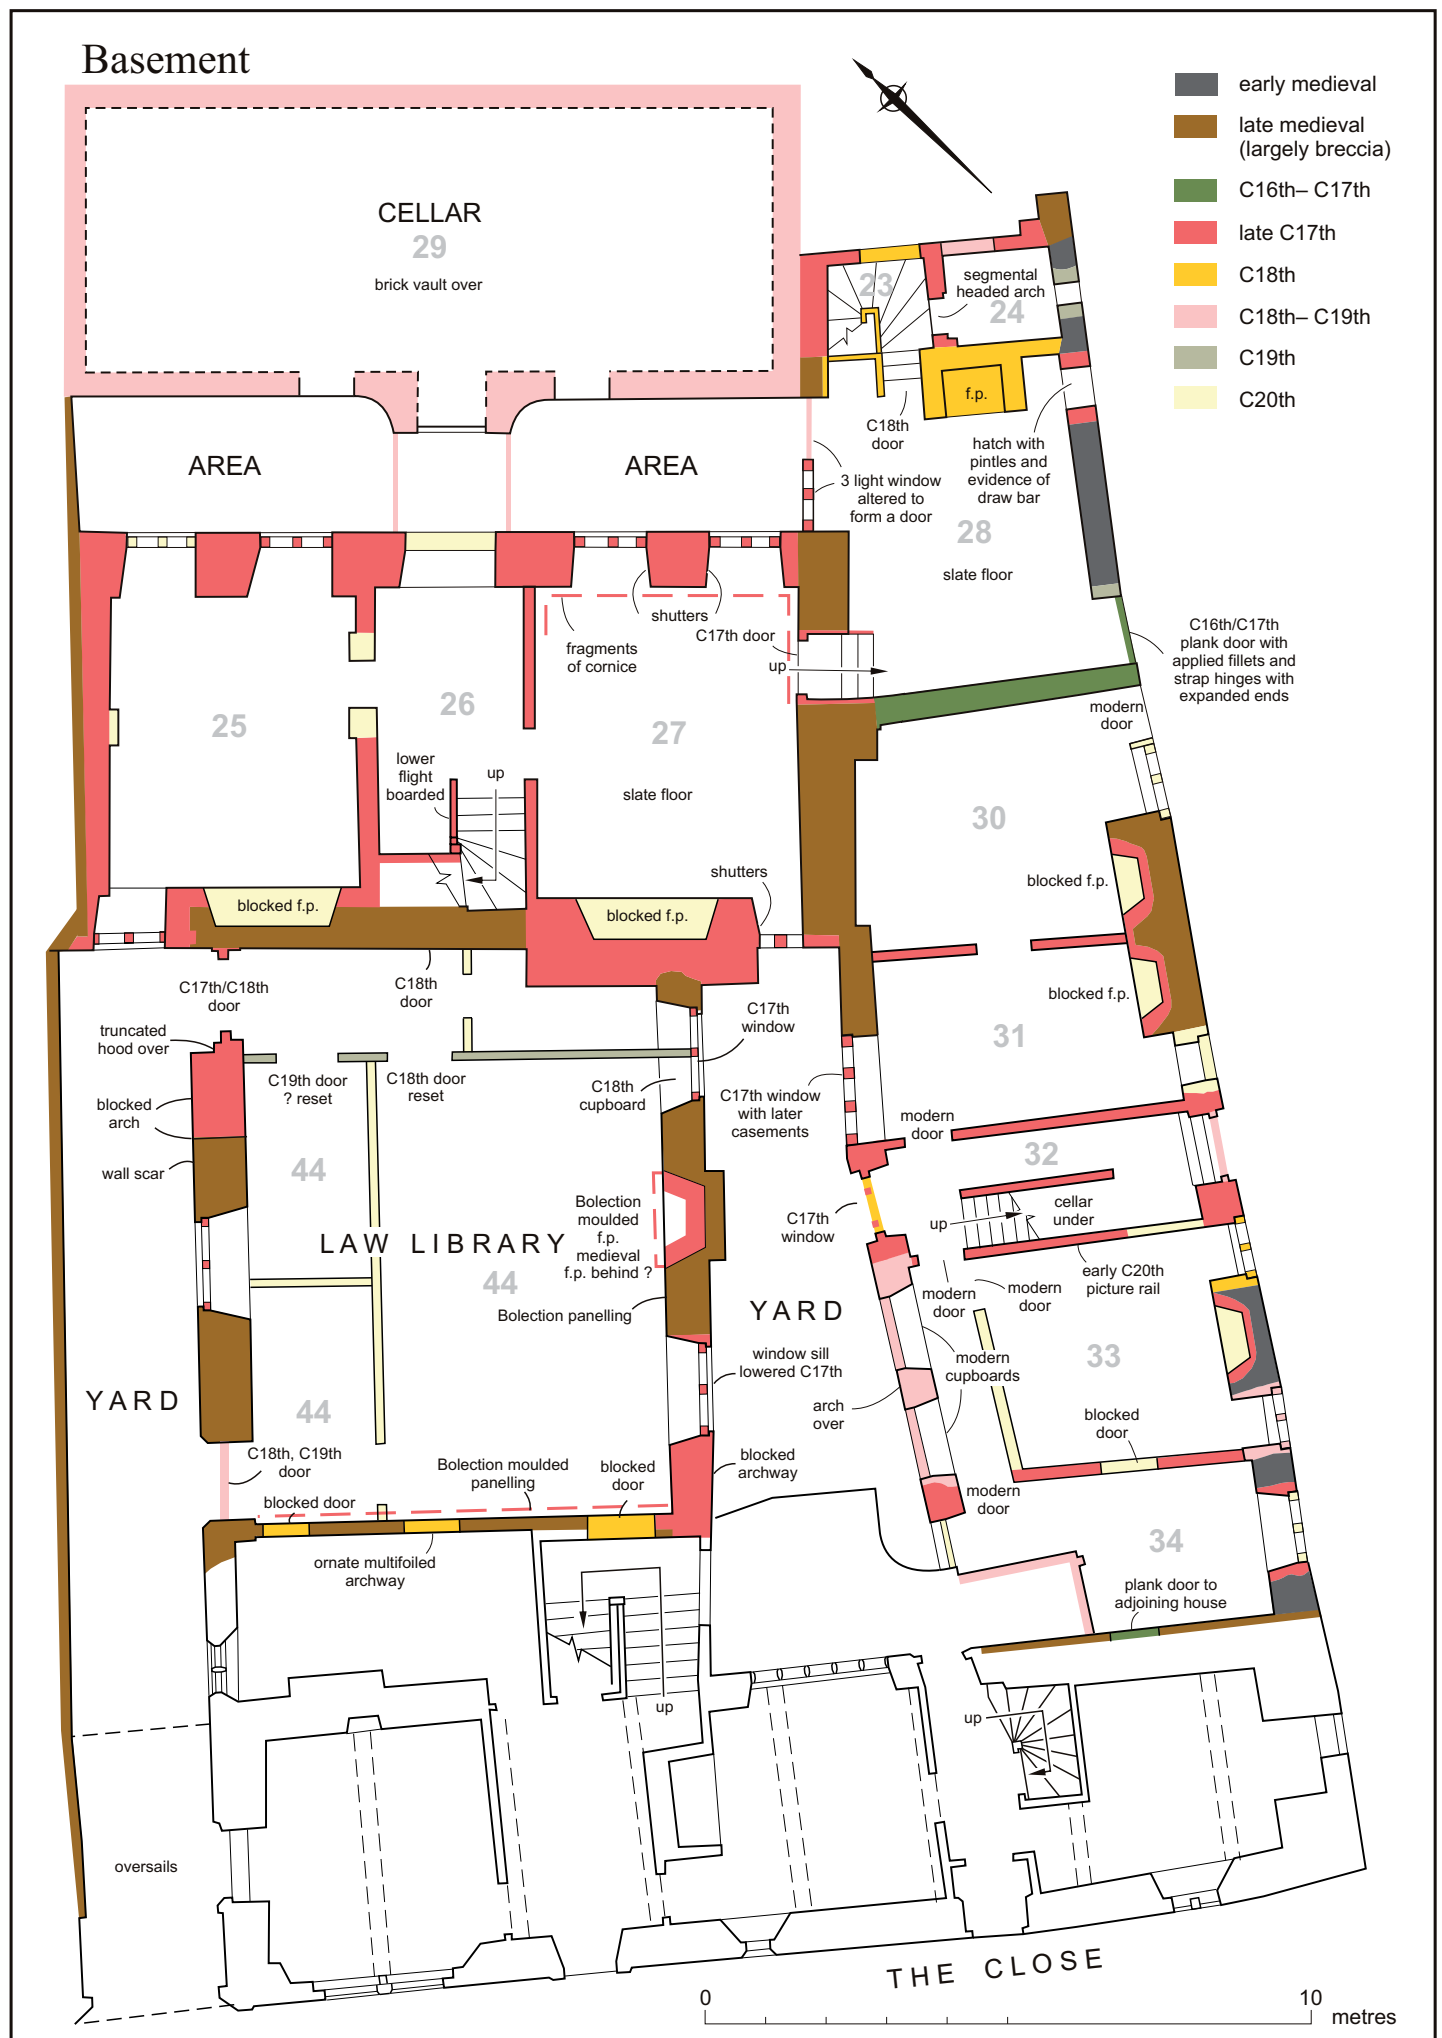 Basement
early medieval
late medieval
(largely breccia)
C16th– C17th
late C17th
C18th
C18th– C19th
C19th
C20th
CELLAR
29
brick vault over
23
segmental
headed arch
24
f.p.
C18th
door
hatch with
pintles and
evidence of
draw bar
AREA
AREA
3 light window
altered to
form a door
28
slate floor
shutters
C17th door
fragments
of cornice
up
C16th/C17th
plank door with
applied fillets and
strap hinges with
expanded ends
25
26
27
modern
door
lower
flight
boarded
up
slate floor
30
shutters
blocked f.p.
blocked f.p.
blocked f.p.
C17th/C18th
door
C18th
door
blocked f.p.
truncated
hood over
C17th
window
31
C19th door
? reset
C18th door
reset
C18th
cupboard
C17th window
with later
casements
blocked
arch
modern
door
wall scar
44
32
Bolection
moulded
f.p.
medieval
f.p. behind ?
C17th
window
up
cellar
under
LAW LIBRARY
44
early C20th
picture rail
modern
door
modern
door
Bolection panelling
YARD
window sill
lowered C17th
modern
cupboards
33
YARD
44
arch
over
blocked
door
C18th, C19th
door
Bolection moulded
panelling
blocked
door
blocked
archway
blocked door
modern
door
34
ornate multifoiled
archway
plank door to
adjoining house
up
up
oversails
THE CLOSE
0
10
metres